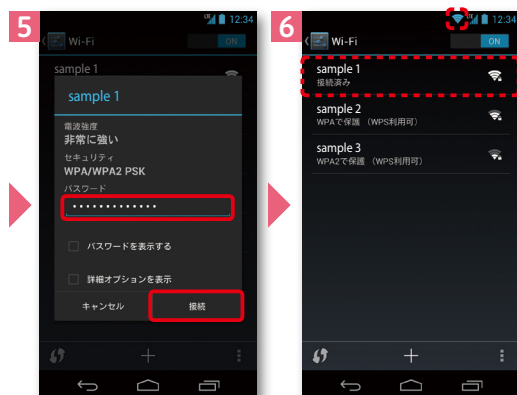 5
LTE 12:34
Wi-Fi ON
sample 1
sample 1
電波強度
非常に強い
セキュリティ
WPA/WPA2 PSK
パスワード
•••••••••••••
パスワードを表示する
詳細オプションを表示
キャンセル 接続
6
LTE 12:34
Wi-Fi ON
sample 1
接続済み
sample 2
WPAで保護 （WPS利用可）
sample 3
WPA2で保護 （WPS利用可）